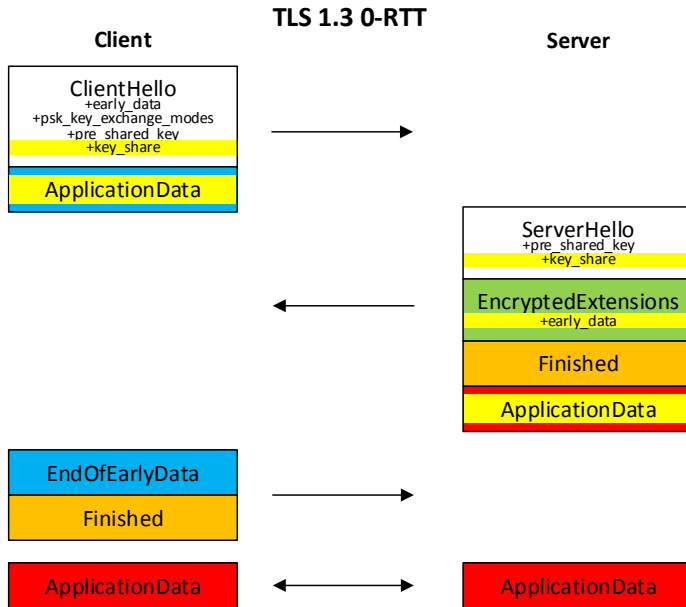 TLS 1.3 0-RTT
Client
Server
ClientHello
+early_data
+psk_key_exchange_modes
+pre_shared_key
+key_share
ApplicationData
ServerHello
+pre_shared_key
+key_share
EncryptedExtensions
+early_data
Finished
ApplicationData
EndOfEarlyData
Finished
ApplicationData
ApplicationData